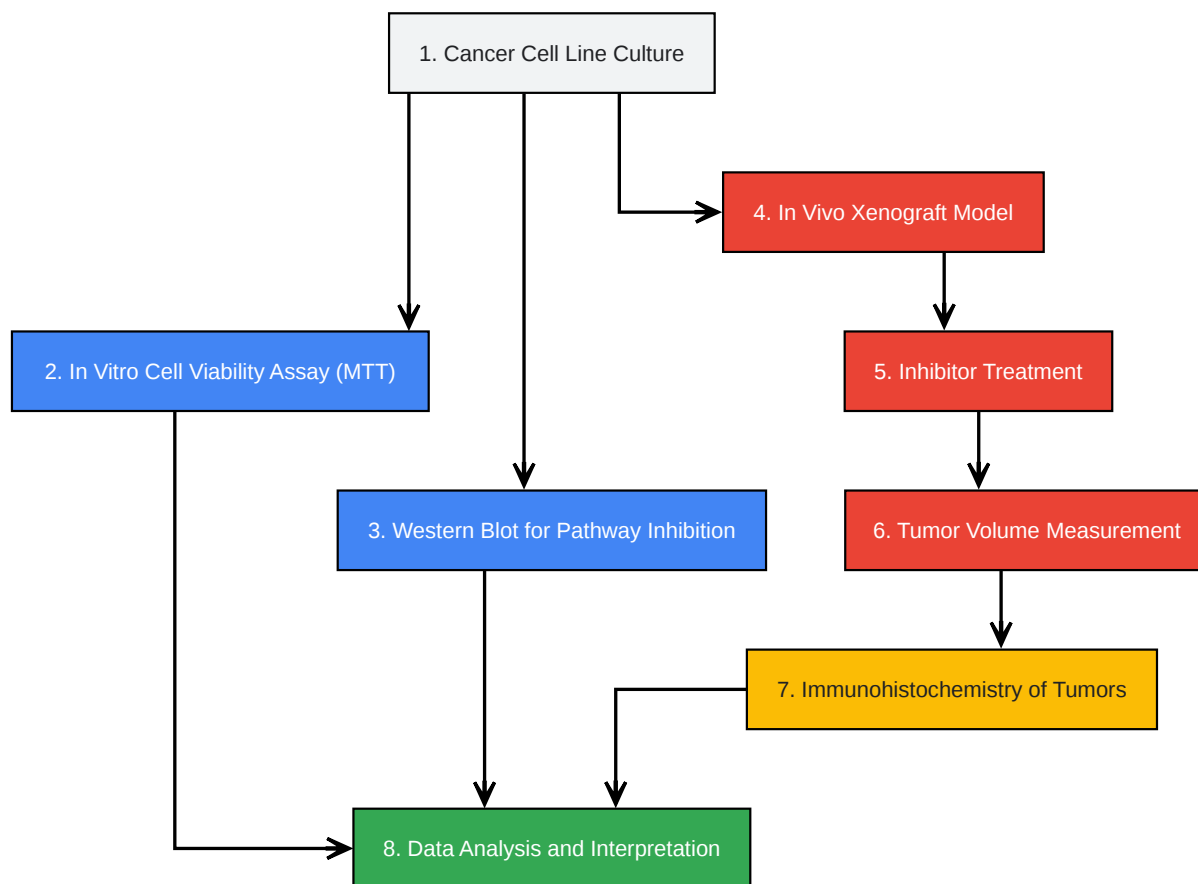 1. Cancer Cell Line Culture
4. In Vivo Xenograft Model
2. In Vitro Cell Viability Assay (MTT)
5. Inhibitor Treatment
3. Western Blot for Pathway Inhibition
6. Tumor Volume Measurement
7. Immunohistochemistry of Tumors
8. Data Analysis and Interpretation